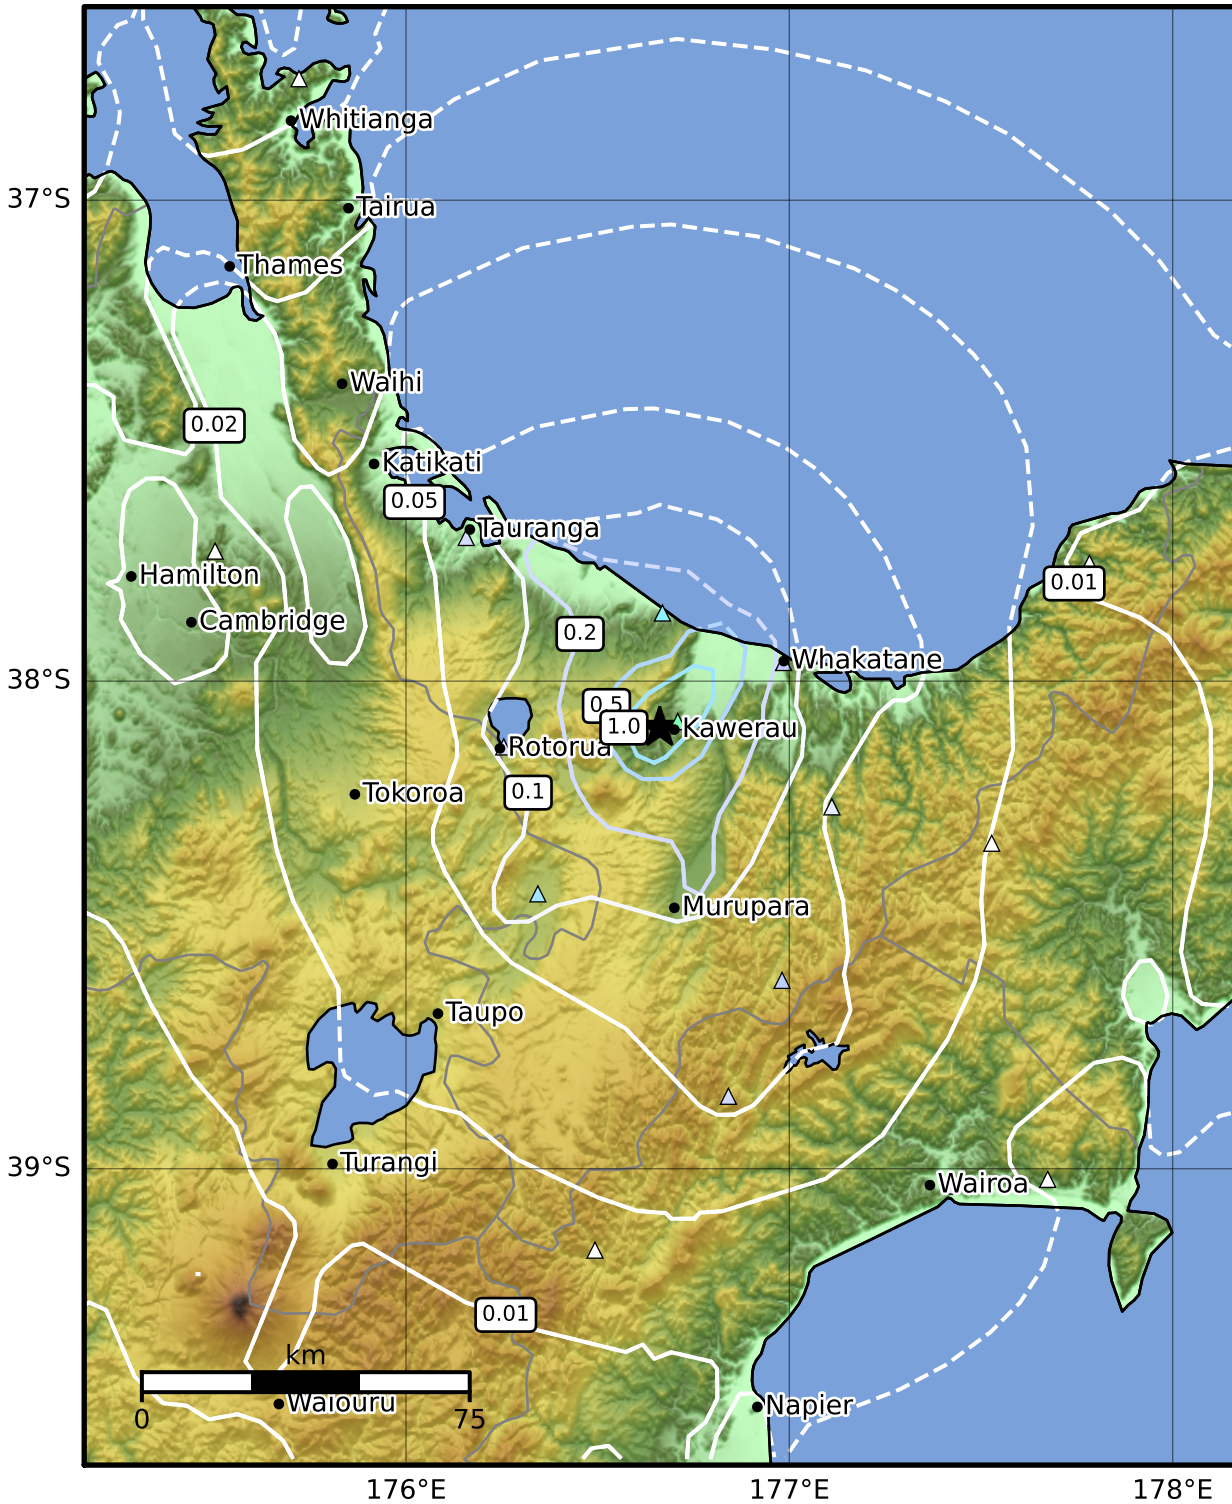 Whitianga
37°S
Tairua
Thames
Waihi
0.02
Katikati
0.05
Tauranga
Hamilton
0.01
Cambridge
0.2
Whakatane
38°S
0.5
1.0
Kawerau
Rotorua
0.1
Tokoroa
Murupara
Taupo
Turangi
39°S
Wairoa
0.01
km
Waiouru
Napier
0
75
176°E
177°E
178°E